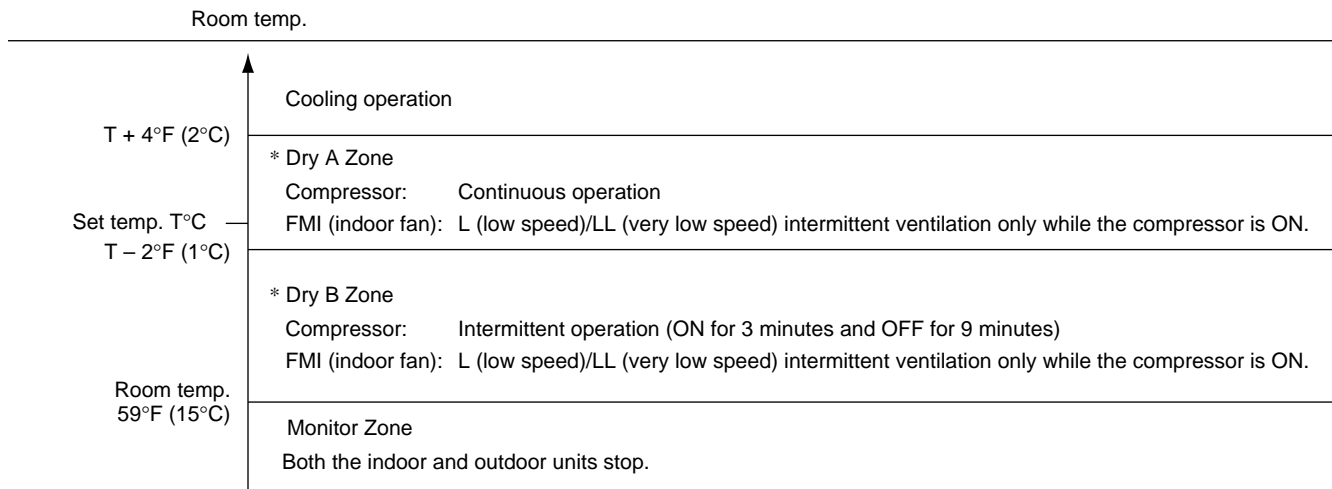 Room temp.
Cooling operation
T + 4°F (2°C)
* Dry A Zone
Compressor: Continuous operation
Set temp. T°C
FMI (indoor fan): L (low speed)/LL (very low speed) intermittent ventilation only while the compressor is ON.
T – 2°F (1°C)
* Dry B Zone
Compressor: Intermittent operation (ON for 3 minutes and OFF for 9 minutes)
FMI (indoor fan): L (low speed)/LL (very low speed) intermittent ventilation only while the compressor is ON.
Room temp.
59°F (15°C)
Monitor Zone
Both the indoor and outdoor units stop.